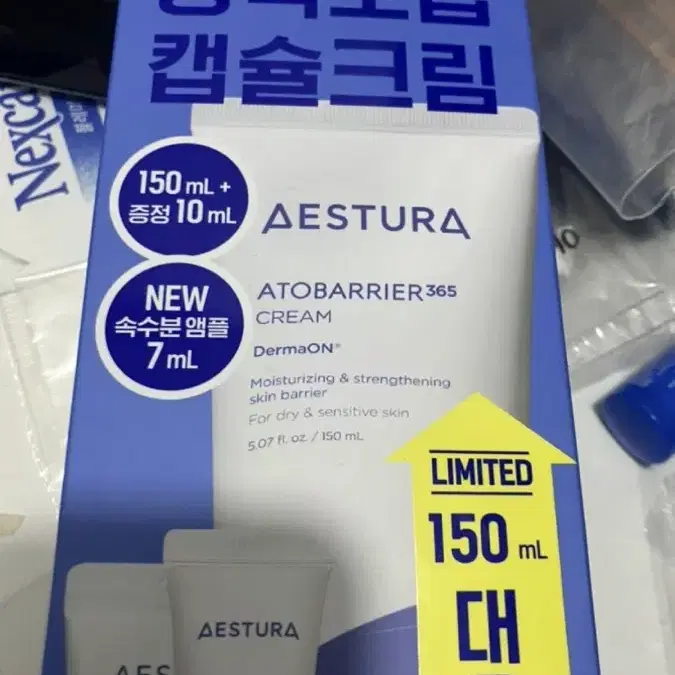 캡슐크림
Nexca
150 mL +
증정 10 mL
AESTURA
NEW
속수분 앰플
7 mL
ATOBARRIER365
CREAM
DermaON®
Moisturizing & strengthening
skin barrier
For dry & sensitive skin
5.07 fl. oz. / 150 mL
LIMITED
150 mL
대
AESTURA
AES